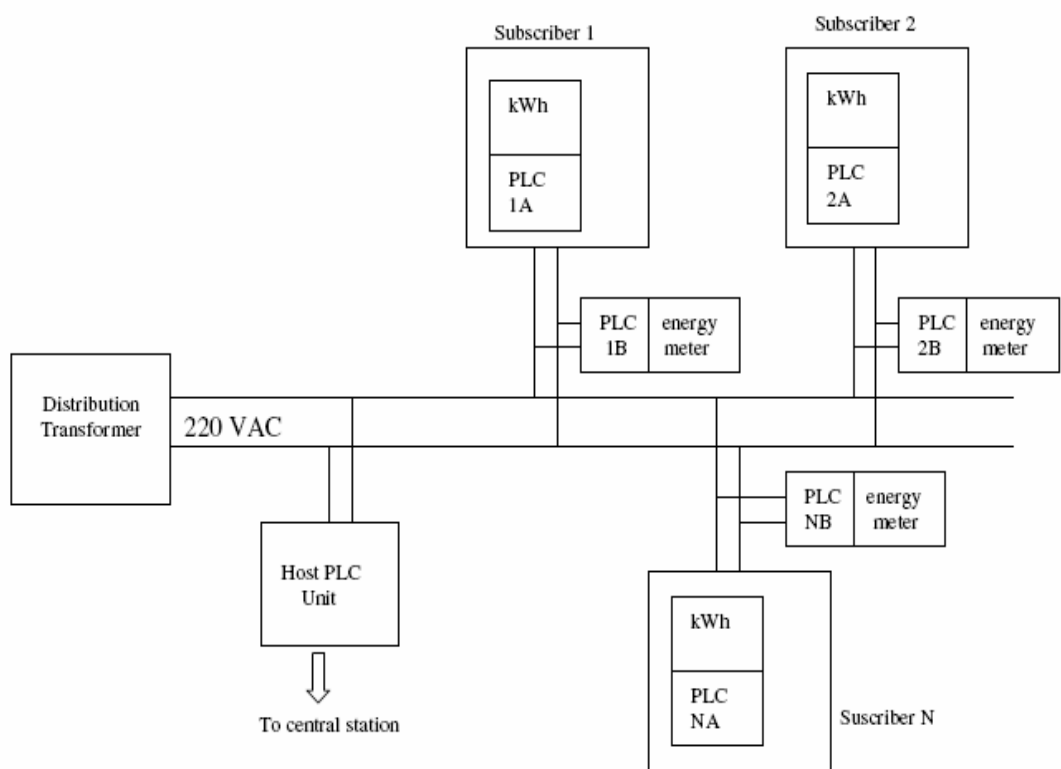 Subscriber 1
kWh
PLC
1A
Subscriber 2
kWh
PLC
2A
PLC
1B
energy
meter
PLC
2B
energy
meter
Distribution
Transformer
220 VAC
PLC
NB
energy
meter
Host PLC
Unit
To central station
kWh
PLC
NA
Suscriber N